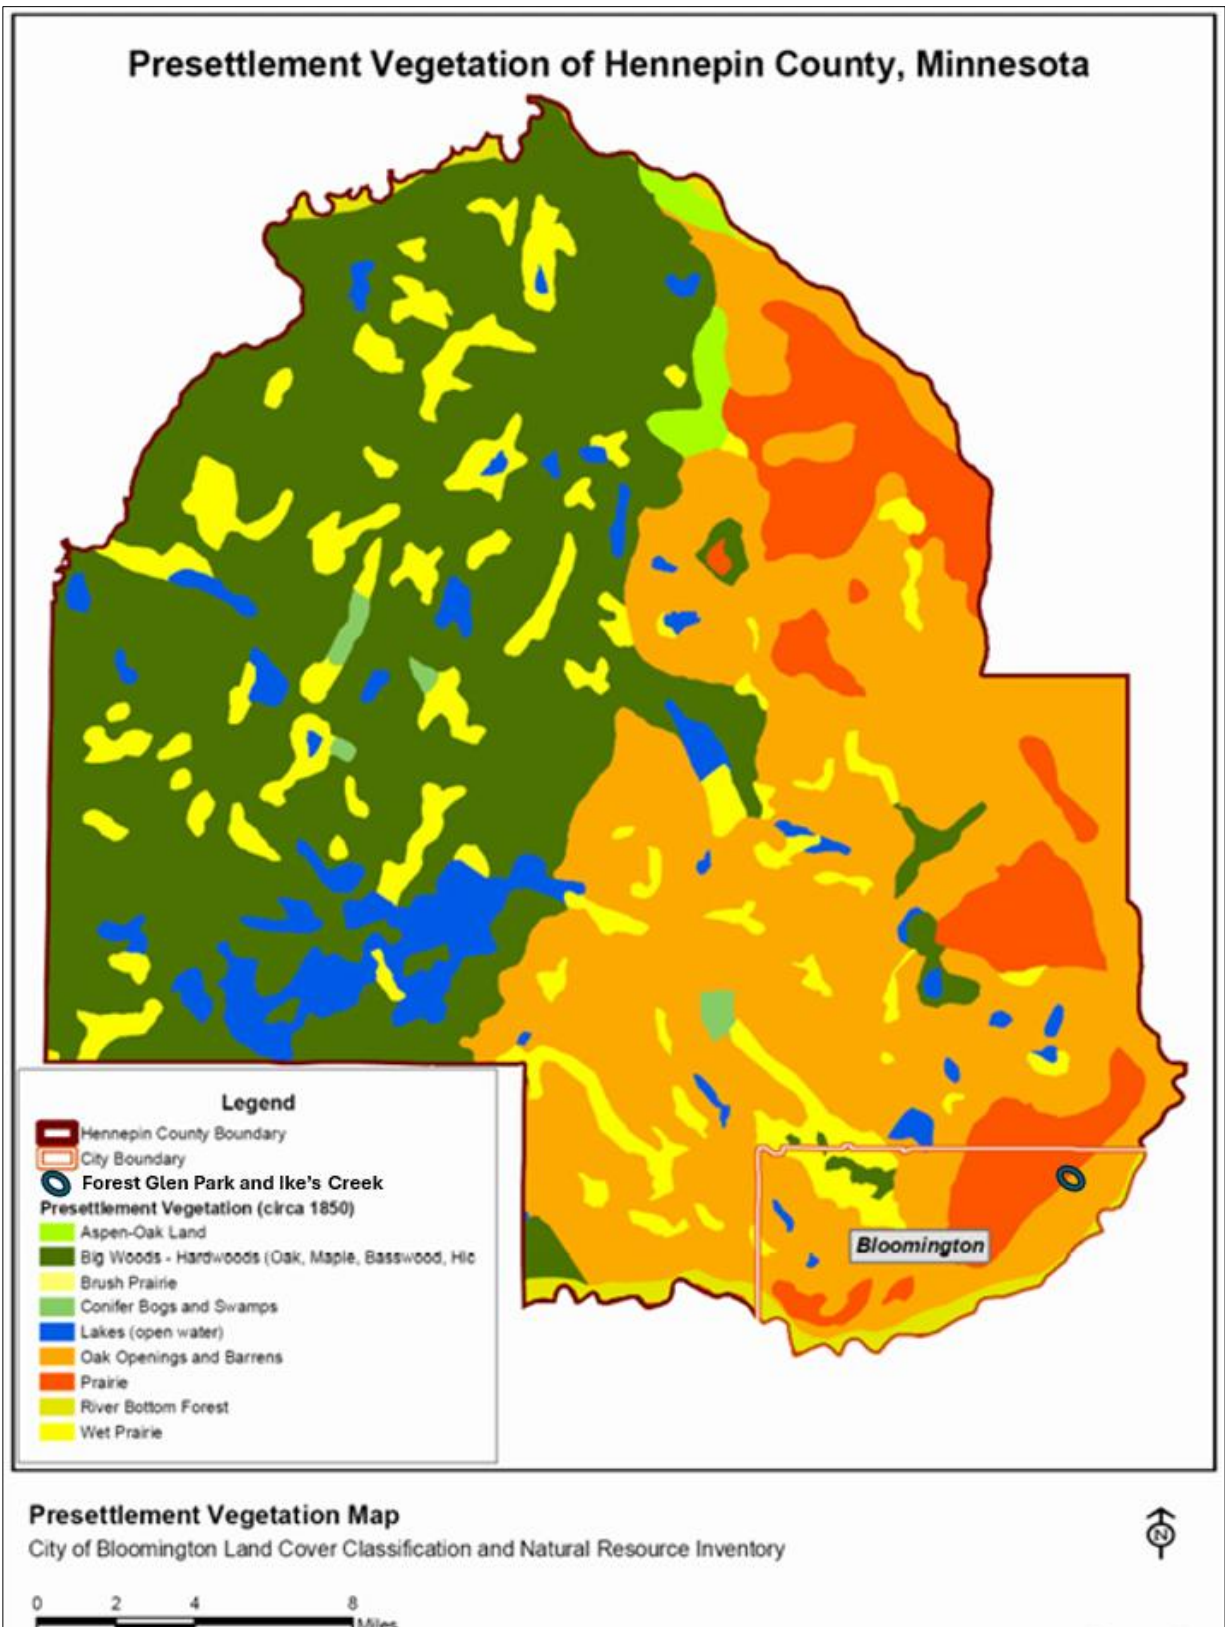 Presettlement Vegetation of Hennepin County, Minnesota
Bloomington
Legend
Hennepin County Boundary
City Boundary
Forest Glen Park and Ike's Creek
Presettlement Vegetation (circa 1850)
Aspen-Oak Land
Big Woods - Hardwoods (Oak, Maple, Basswood, Hic
Brush Prairie
Conifer Bogs and Swamps
Lakes (open water)
Oak Openings and Barrens
Prairie
River Bottom Forest
Wet Prairie
Presettlement Vegetation Map
City of Bloomington Land Cover Classification and Natural Resource Inventory
N
0 2 4 8
Miles